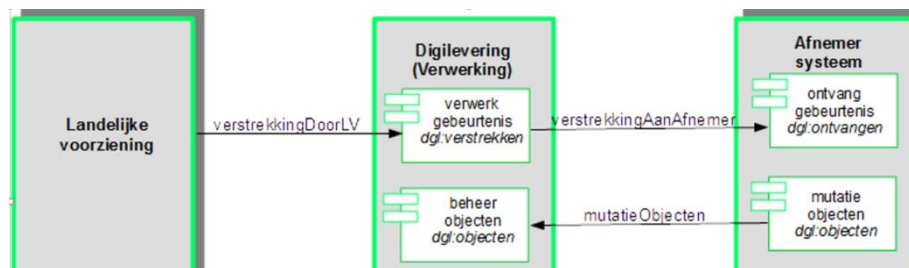 Landelijke
voorziening
verstrekkingDoorLV
Digilevering
(Verwerking)
verwerk
gebeurtenis
dgl:verstrekken
beheer
objecten
dgl:objecten
verstrekkingAanAfnemer
mutatieObjecten
Afnemer
systeem
ontvang
gebeurtenis
dgl:ontvangen
mutatie
objecten
dgl:objecten